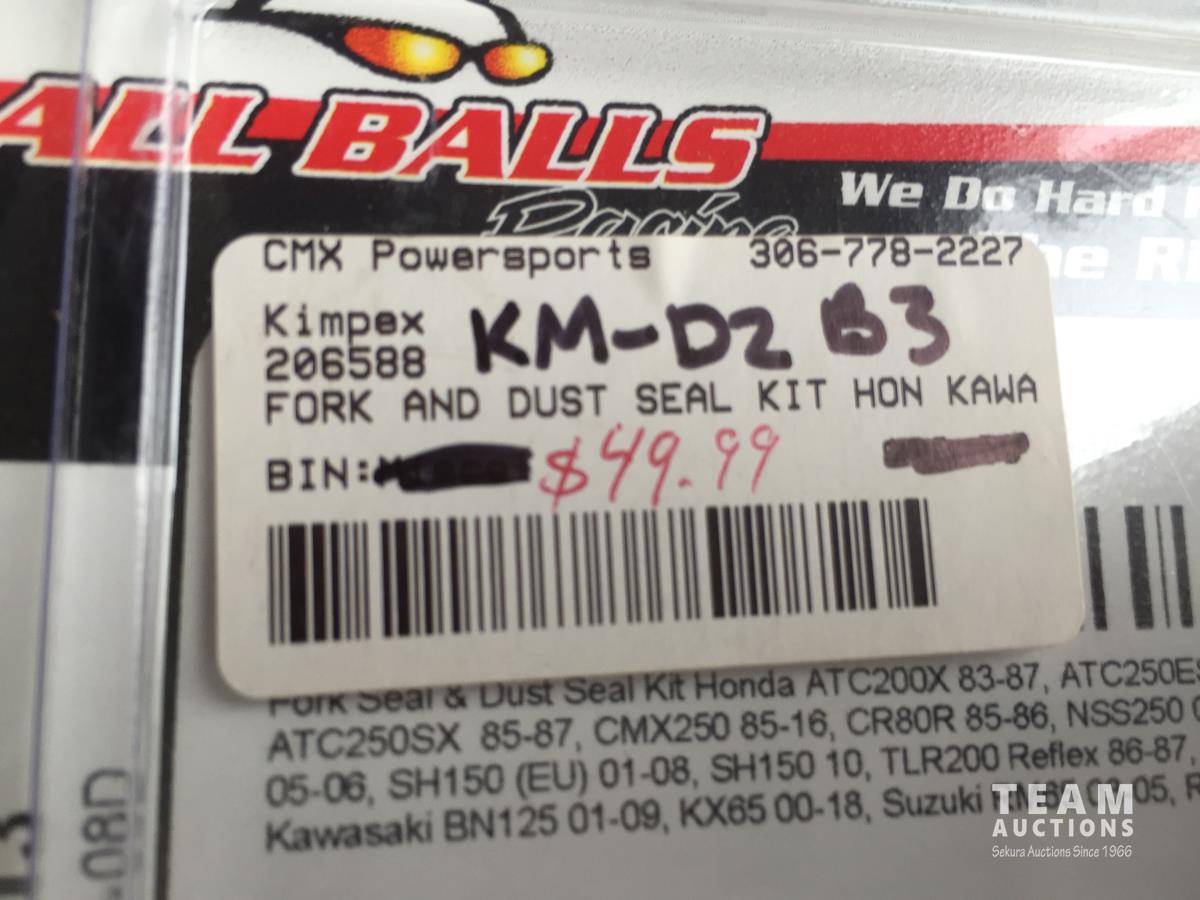 ALL BALLS
Racing
We Do Hard
he
CMX Powersports 306-778-2227
Kimpex KM-D2 B3
206588
FORK AND DUST SEAL KIT HON KAWA
BIN: $49.99
Fork Seal & Dust Seal Kit Honda ATC200X 83-87, ATC250ES
ATC250SX 85-87, CMX250 85-16, CR80R 85-86, NSS250
05-06, SH150 (EU) 01-08, SH150 10, TLR200 Reflex 86-87,
Kawasaki BN125 01-09, KX65 00-18, Suzuki
TEAM
AUCTIONS
Sekura Auctions Since 1966